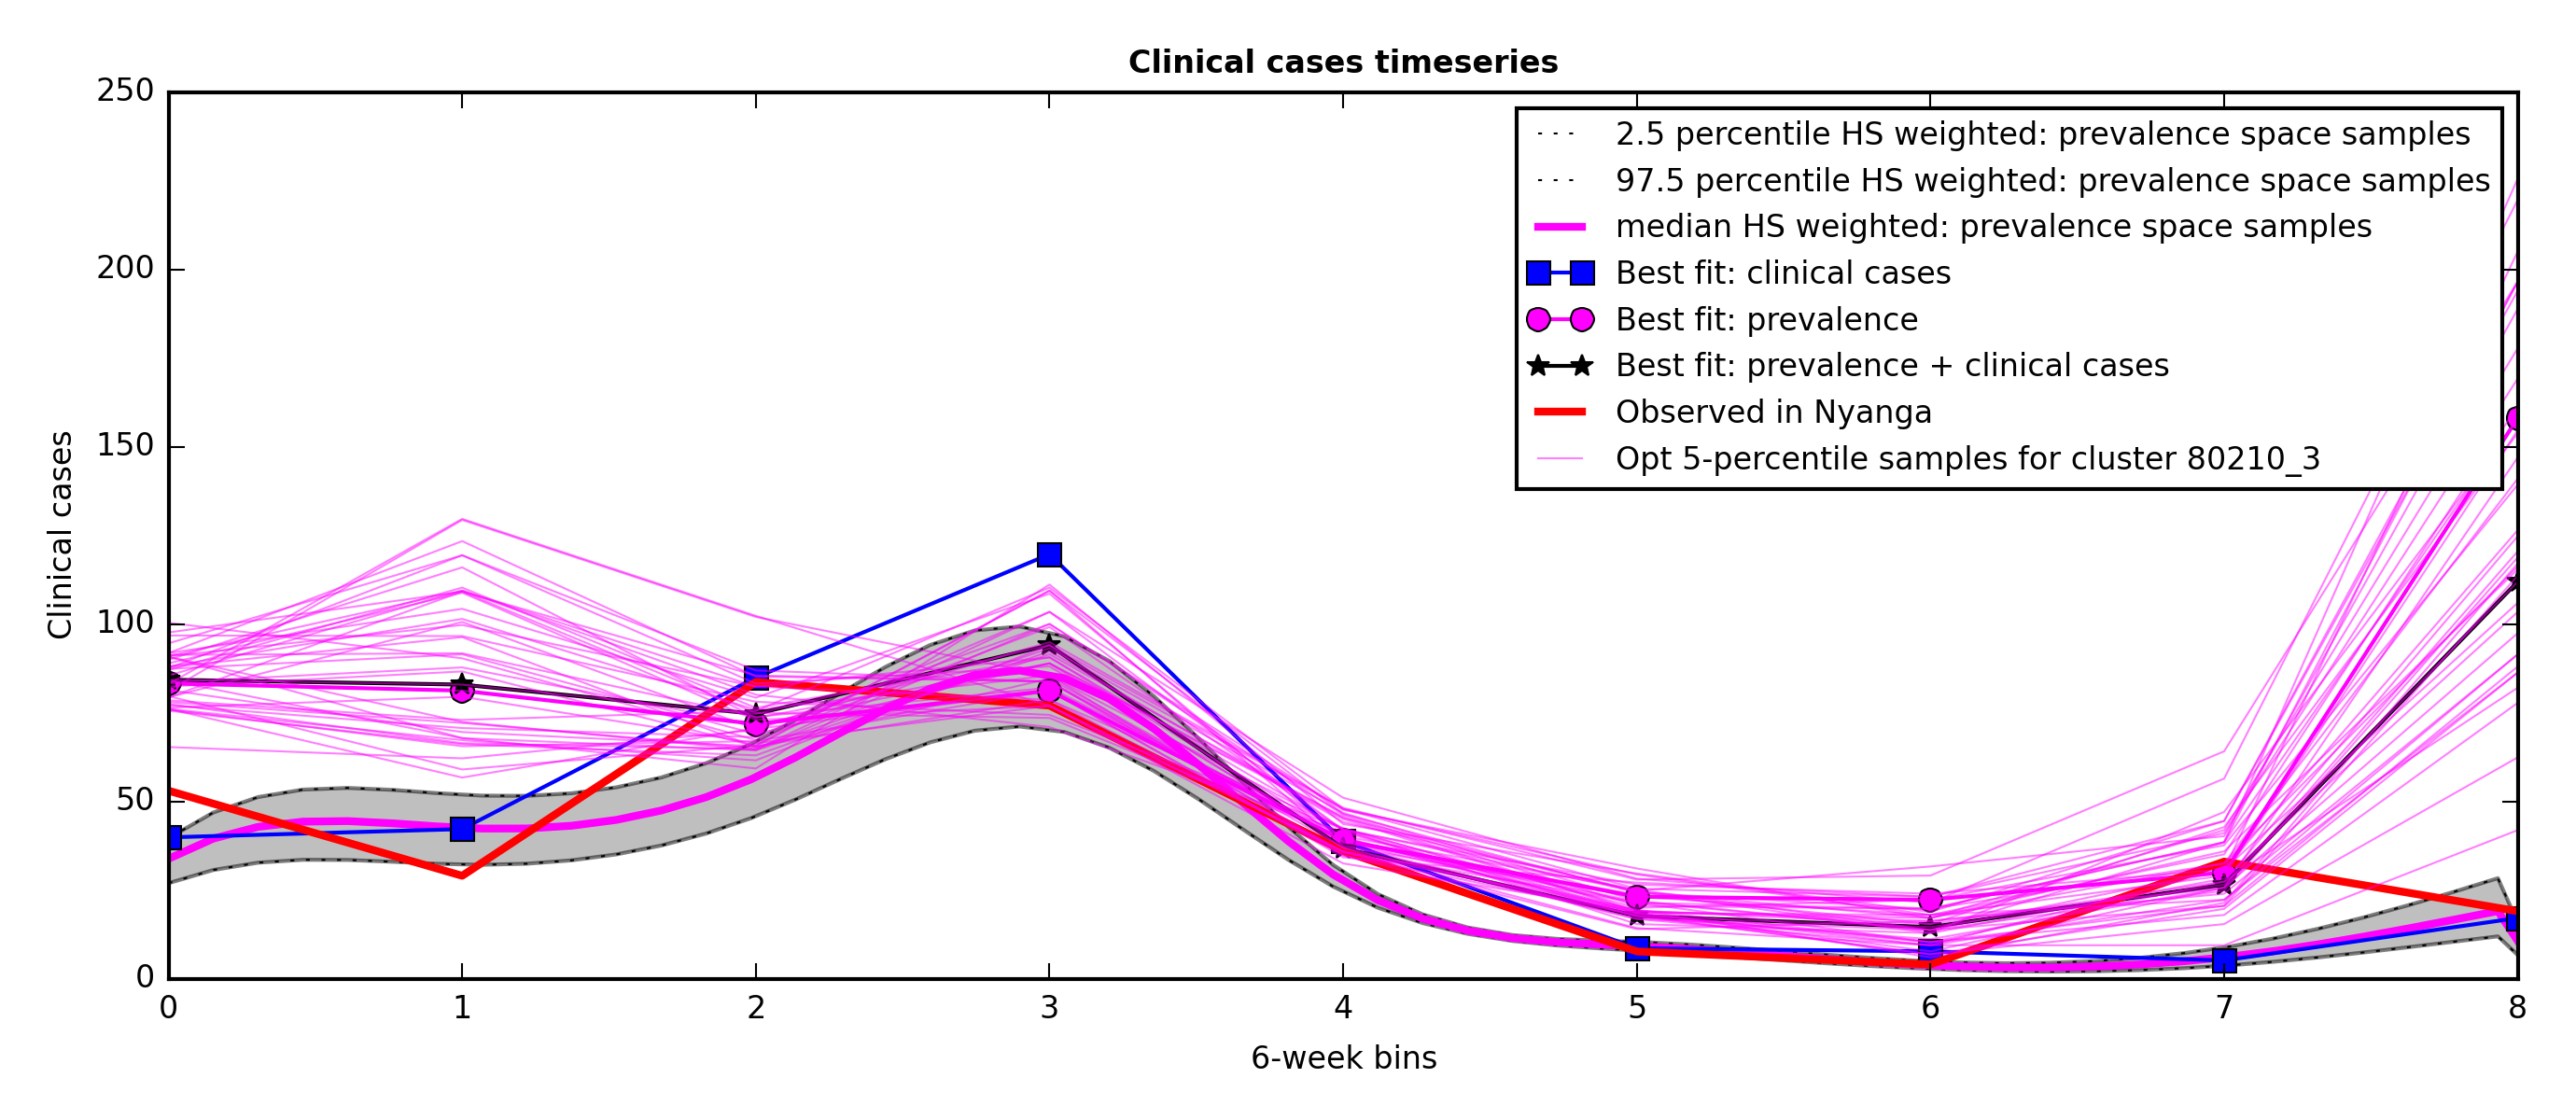 Clinical cases timeseries
250
200
150
100
50
0
Clinical cases
2.5 percentile HS weighted: prevalence space samples
97.5 percentile HS weighted: prevalence space samples
median HS weighted: prevalence space samples
Best fit: clinical cases
Best fit: prevalence
Best fit: prevalence + clinical cases
Observed in Nyanga
Opt 5-percentile samples for cluster 80210_3
0 1 2 3 4 5 6 7 8
6-week bins